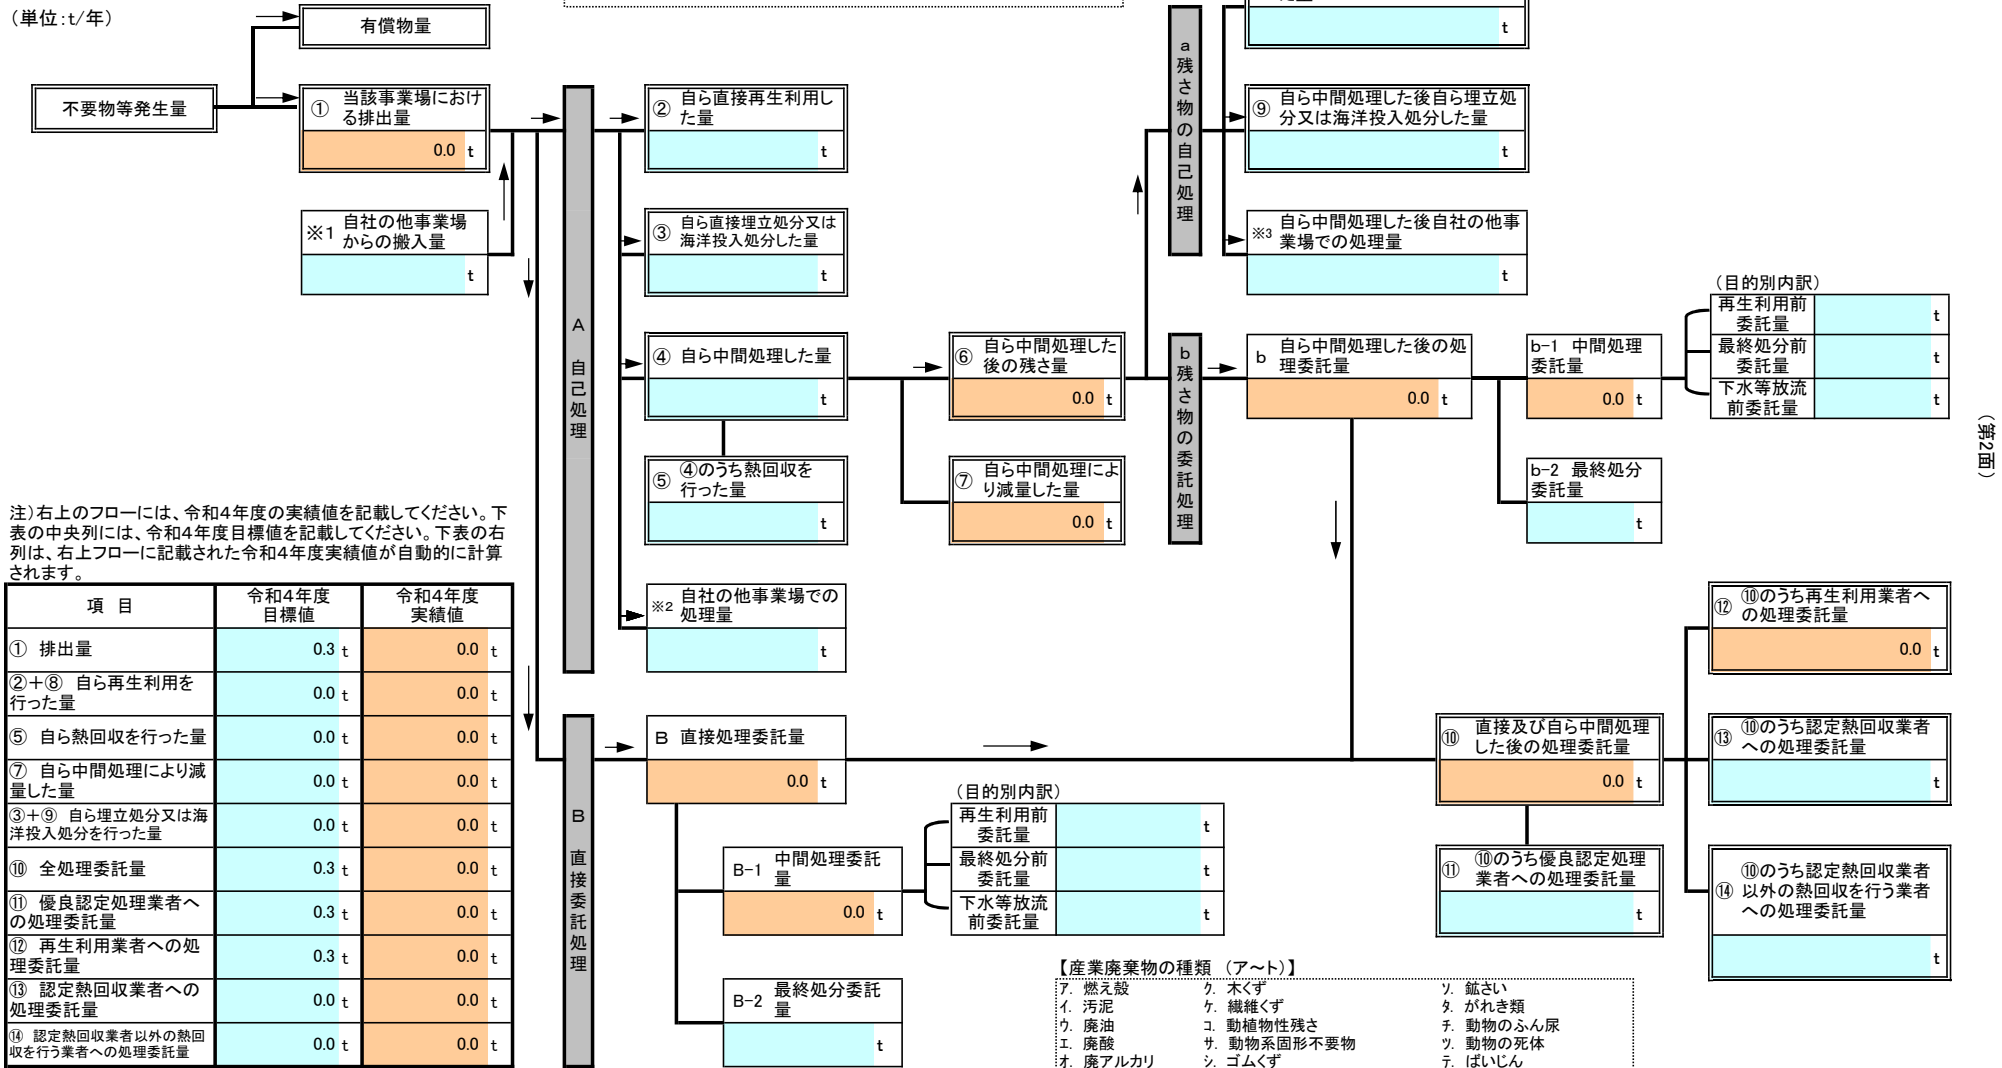 (単位:t/年)
有償物量
不要物等発生量
① 当該事業場におけ
る排出量
0.0 t
※1 自社の他事業場
からの搬入量
t
A 自己処理
② 自ら直接再生利用し
た量
t
③ 自ら直接埋立処分又は
海洋投入処分した量
t
④ 自ら中間処理した量
t
⑤ ④のうち熱回収を
行った量
t
※2 自社の他事業場での
処理量
t
⑥ 自ら中間処理した
後の残さ量
0.0 t
⑦ 自ら中間処理によ
り減量した量
0.0 t
a残さ物の自己処理
t
⑨ 自ら中間処理した後自ら埋立処
分又は海洋投入処分した量
t
※3 自ら中間処理した後自社の他事
業場での処理量
t
b残さ物の委託処理
b 自ら中間処理した後の処
理委託量
0.0 t
b-1 中間処理
委託量
0.0 t
b-2 最終処分
委託量
t
(目的別内訳)
再生利用前
委託量 t
最終処分前
委託量 t
下水等放流
前委託量 t
(第2面)
注)右上のフローには、令和4年度の実績値を記載してください。下
表の中央列には、令和4年度目標値を記載してください。下表の右
列は、右上フローに記載された令和4年度実績値が自動的に計算
されます。
項 目 令和4年度
目標値 令和4年度
実績値
① 排出量 0.3 t 0.0 t
②+⑧ 自ら再生利用を
行った量 0.0 t 0.0 t
⑤ 自ら熱回収を行った量 0.0 t 0.0 t
⑦ 自ら中間処理により減
量した量 0.0 t 0.0 t
③+⑨ 自ら埋立処分又は海
洋投入処分を行った量 0.0 t 0.0 t
⑩ 全処理委託量 0.3 t 0.0 t
⑪ 優良認定処理業者へ
の処理委託量 0.3 t 0.0 t
⑫ 再生利用業者への処
理委託量 0.3 t 0.0 t
⑬ 認定熱回収業者への
処理委託量 0.0 t 0.0 t
⑭ 認定熱回収業者以外の熱回
収を行う業者への処理委託量 0.0 t 0.0 t
B 直接委託処理
B 直接処理委託量
0.0 t
B-1 中間処理委託
量
0.0 t
B-2 最終処分委託
量
t
(目的別内訳)
再生利用前
委託量 t
最終処分前
委託量 t
下水等放流
前委託量 t
⑩ 直接及び自ら中間処理
した後の処理委託量
0.0 t
⑪ ⑩のうち優良認定処理
業者への処理委託量
t
⑫ ⑩のうち再生利用業者へ
の処理委託量
0.0 t
⑬ ⑩のうち認定熱回収業者
への処理委託量
t
⑭ ⑩のうち認定熱回収業者
以外の熱回収を行う業者
への処理委託量
t
【産業廃棄物の種類 (ア~ト)】
ア. 燃え殻 ク. 木くず ソ. 鉱さい
イ. 汚泥 ケ. 繊維くず タ. がれき類
ウ. 廃油 コ. 動植物性残さ チ. 動物のふん尿
エ. 廃酸 サ. 動物系固形不要物 ツ. 動物の死体
オ. 廃アルカリ シ. ゴムくず テ. ばいじん